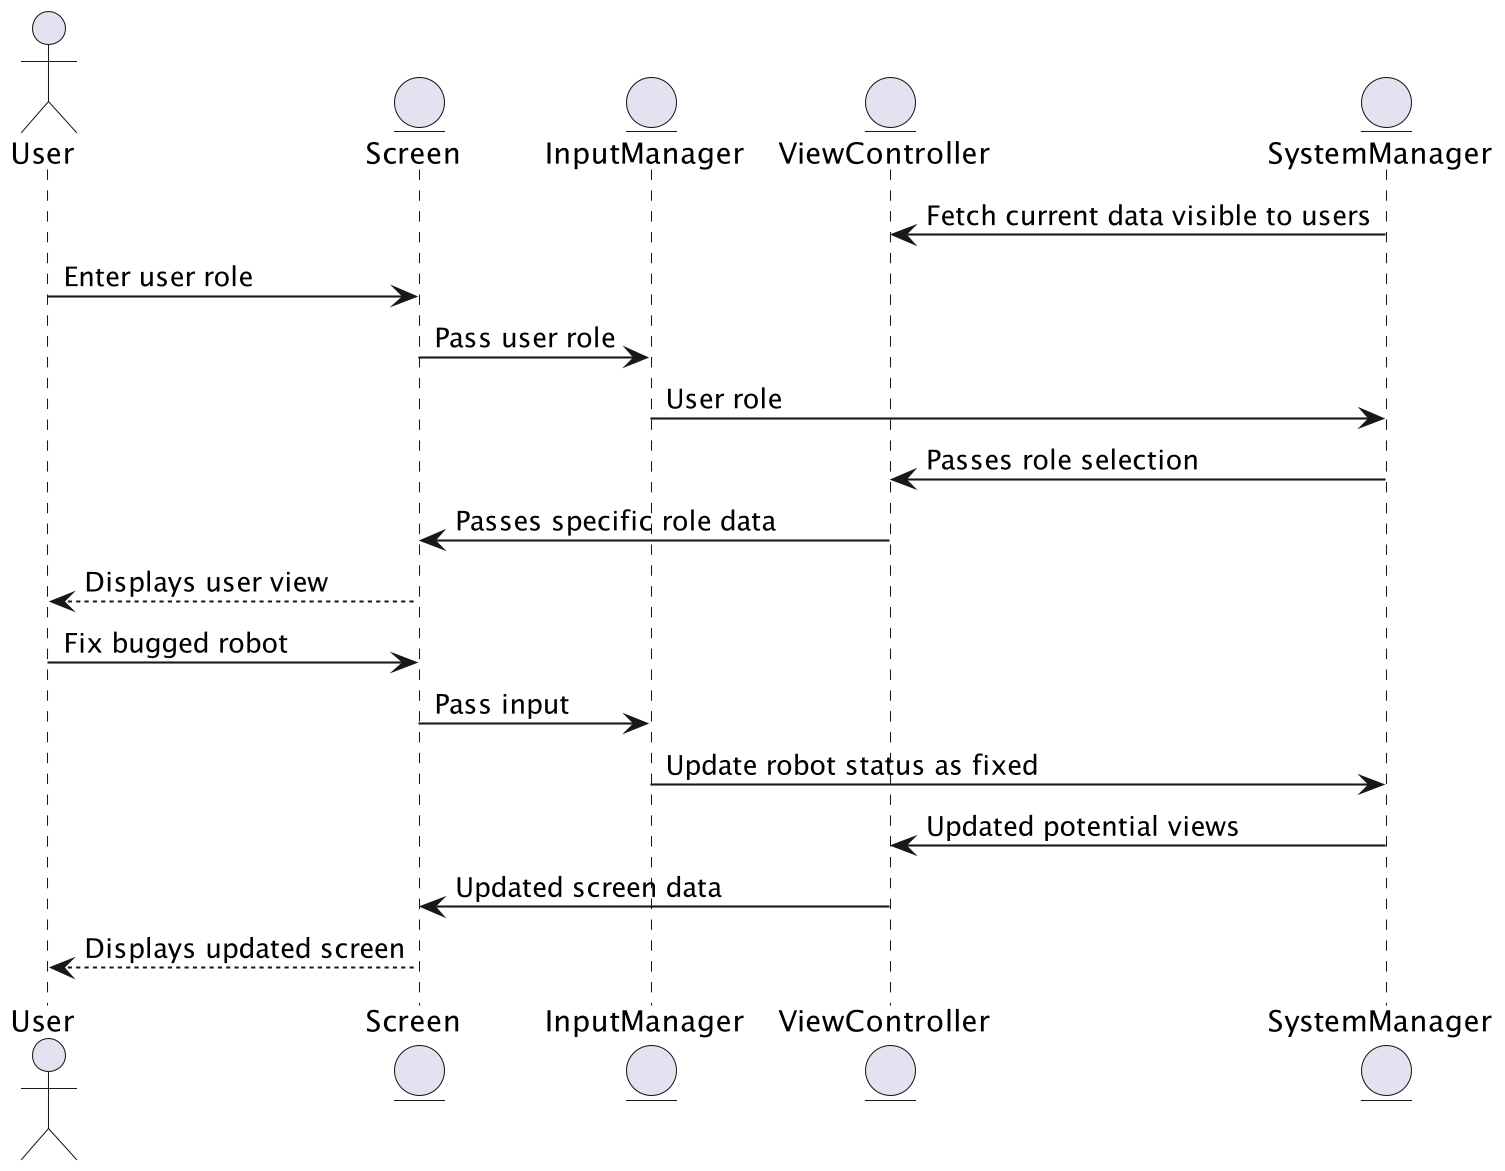 User
Screen
InputManager
ViewController
SystemManager
Fetch current data visible to users
Enter user role
Pass user role
User role
Passes role selection
Passes specific role data
Displays user view
Fix bugged robot
Pass input
Update robot status as fixed
Updated potential views
Updated screen data
Displays updated screen
User
Screen
InputManager
ViewController
SystemManager